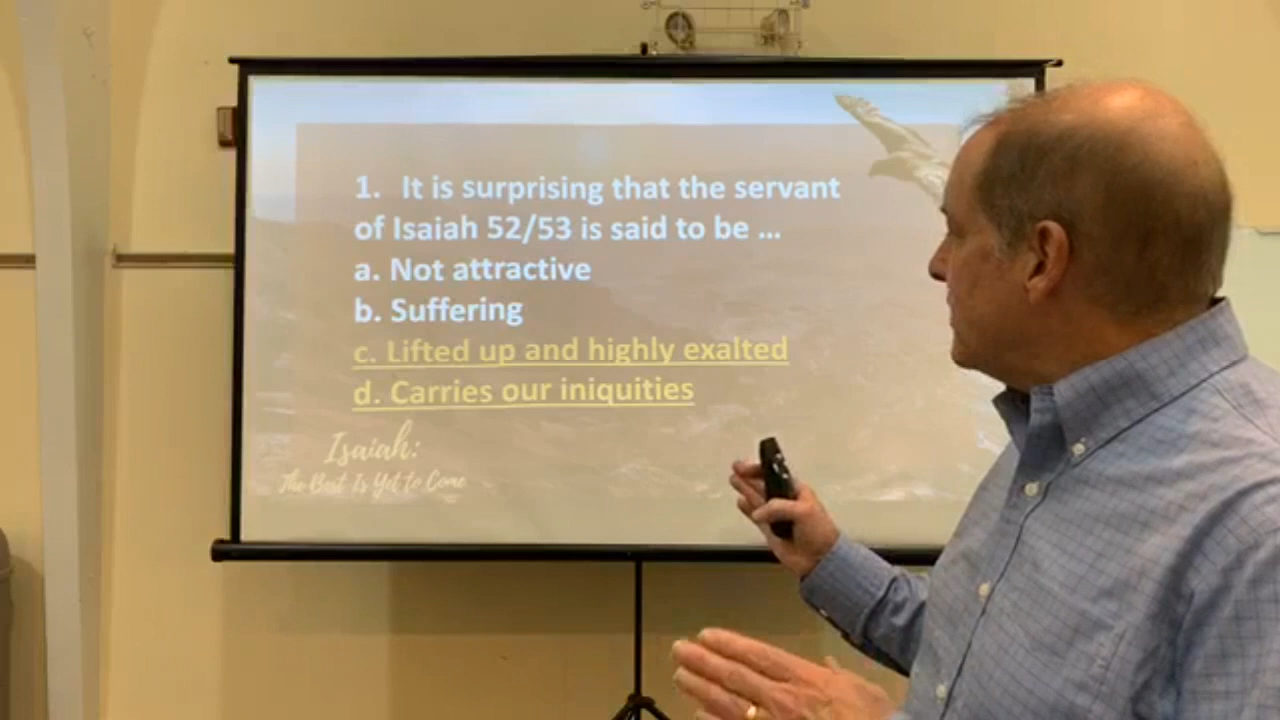 1. It is surprising that the servant
of Isaiah 52/53 is said to be ...
a. Not attractive
b. Suffering
c. Lifted up and highly exalted
d. Carries our iniquities
Isaiah:
The Best Is Yet to Come